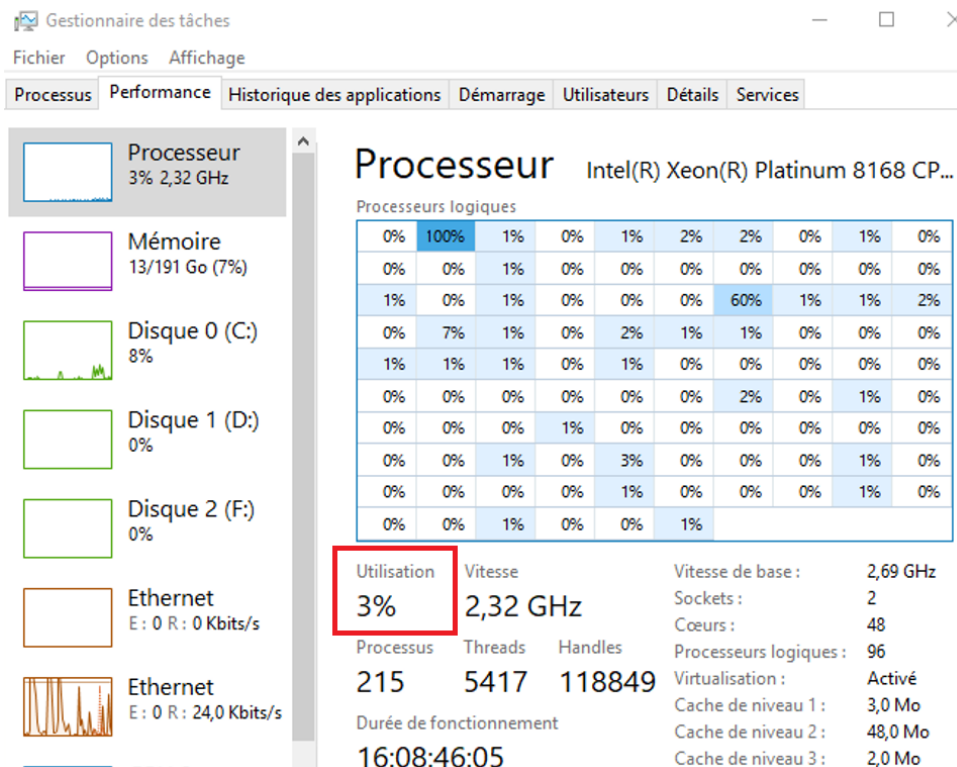 Gestionnaire des tâches
Fichier Options Affichage
Processus Performance Historique des applications Démarrage Utilisateurs Détails Services
Processeur
3% 2,32 GHz
Mémoire
13/191 Go (7%)
Disque 0 (C:)
8%
Disque 1 (D:)
0%
Disque 2 (F:)
0%
Ethernet
E : 0 R : 0 Kbits/s
Ethernet
E : 0 R : 24,0 Kbits/s
Processeur Intel(R) Xeon(R) Platinum 8168 CP...
Processeurs logiques
0% 100% 1% 0% 1% 2% 2% 0% 1% 0%
0% 0% 1% 0% 0% 0% 0% 0% 0% 0%
1% 0% 1% 0% 0% 0% 60% 1% 1% 2%
0% 7% 1% 0% 2% 1% 1% 0% 0% 0%
1% 1% 1% 0% 1% 0% 0% 0% 0% 0%
0% 0% 0% 0% 0% 0% 2% 0% 1% 0%
0% 0% 0% 1% 0% 0% 0% 0% 0% 0%
0% 0% 1% 0% 3% 0% 0% 0% 1% 0%
0% 0% 0% 0% 1% 0% 0% 0% 1% 0%
0% 0% 1% 0% 0% 1%
Utilisation Vitesse
3% 2,32 GHz
Processus Threads Handles
215 5417 118849
Durée de fonctionnement
16:08:46:05
Vitesse de base : 2,69 GHz
Sockets : 2
Cœurs : 48
Processeurs logiques : 96
Virtualisation : Activé
Cache de niveau 1 : 3,0 Mo
Cache de niveau 2 : 48,0 Mo
Cache de niveau 3 : 2,0 Mo